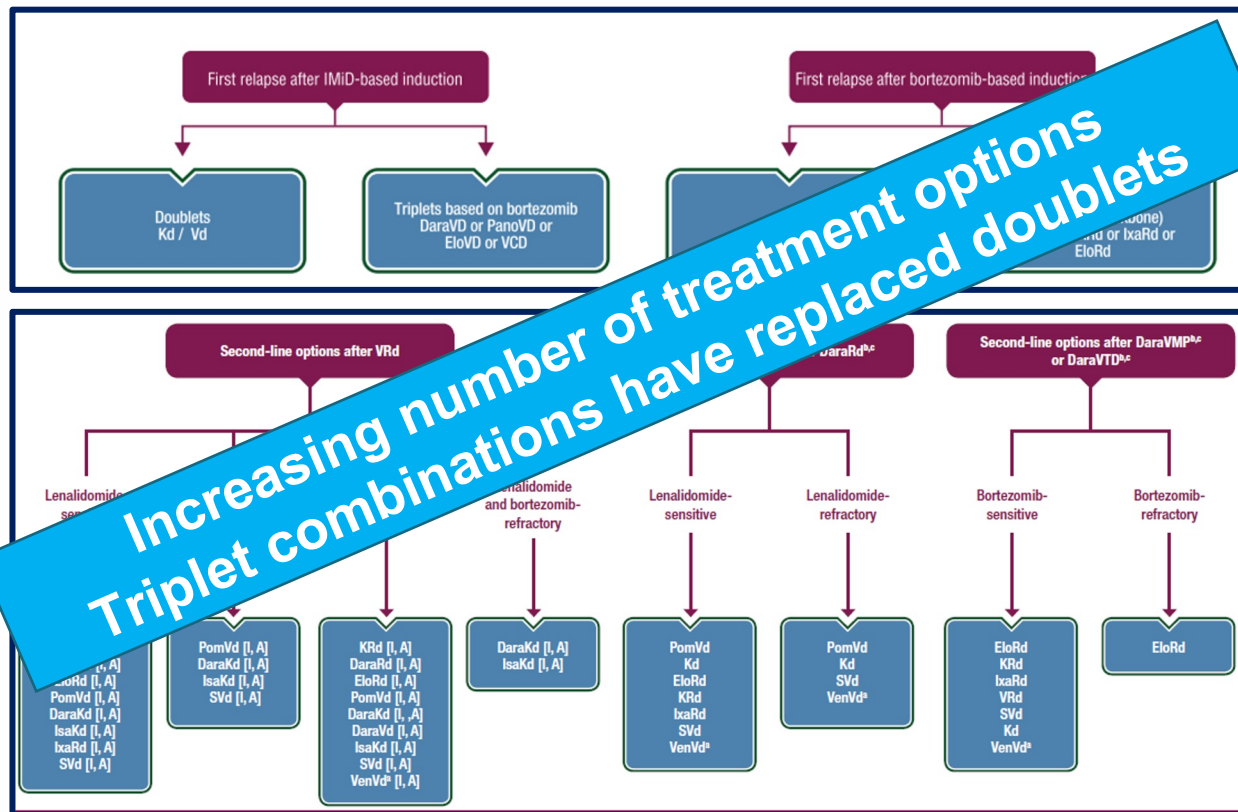 First relapse after IMiD-based induction
First relapse after bortezomib-based induction
Doublets
Kd / Vd
Triplets based on bortezomib
DaraVD or PanoVD or
EloVD or VCD
or IxaRd or
EloRd
Increasing number of treatment options
Triplet combinations have replaced doublets
Second-line options after VRd
DaraRdᵇ,ᶜ
Second-line options after DaraVMPᵇ,ᶜ
or DaraVTDᵇ,ᶜ
Lenalidomide
and bortezomib-
refractory
Lenalidomide-
sensitive
Lenalidomide-
refractory
Bortezomib-
sensitive
Bortezomib-
refractory
EloRd [I, A]
PomVd [I, A]
DaraKd [I, A]
IsaKd [I, A]
IxaRd [I, A]
SVd [I, A]
PomVd [I, A]
DaraKd [I, A]
IsaKd [I, A]
SVd [I, A]
KRd [I, A]
DaraRd [I, A]
EloRd [I, A]
PomVd [I, A]
DaraKd [I, ,A]
DaraVd [I, A]
IsaKd [I, A]
SVd [I, A]
VenVdᵃ [I, A]
DaraKd [I, A]
IsaKd [I, A]
PomVd
Kd
EloRd
KRd
IxaRd
SVd
VenVdᵃ
PomVd
Kd
SVd
VenVdᵃ
EloRd
KRd
IxaRd
VRd
SVd
Kd
VenVdᵃ
EloRd